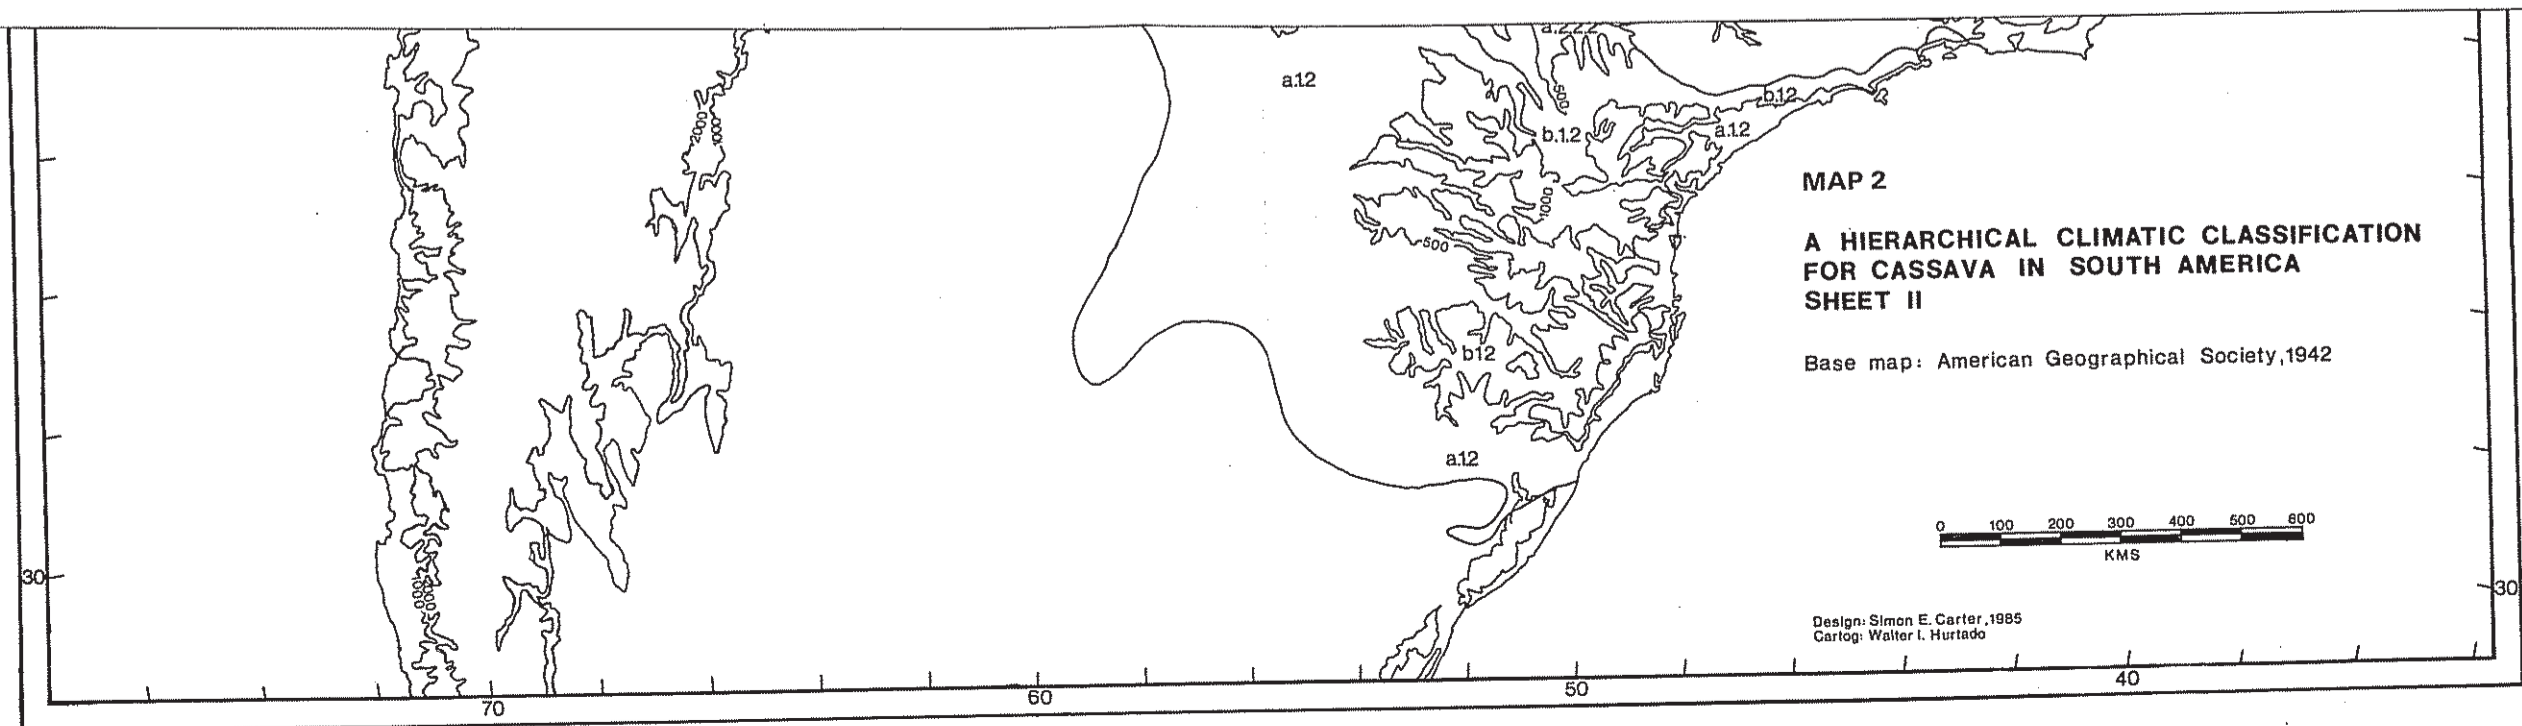 a.222
a.12
500
b.12
2000
1000
b.1.2
a.12
MAP 2
1000
A HIERARCHICAL CLIMATIC CLASSIFICATION
FOR CASSAVA IN SOUTH AMERICA
SHEET II
500
b12
Base map: American Geographical Society,1942
a.12
0 100 200 300 400 500 600
KMS
30
30
Design: Simon E. Carter,1985
Cartog: Walter I. Hurtado
70
60
50
40